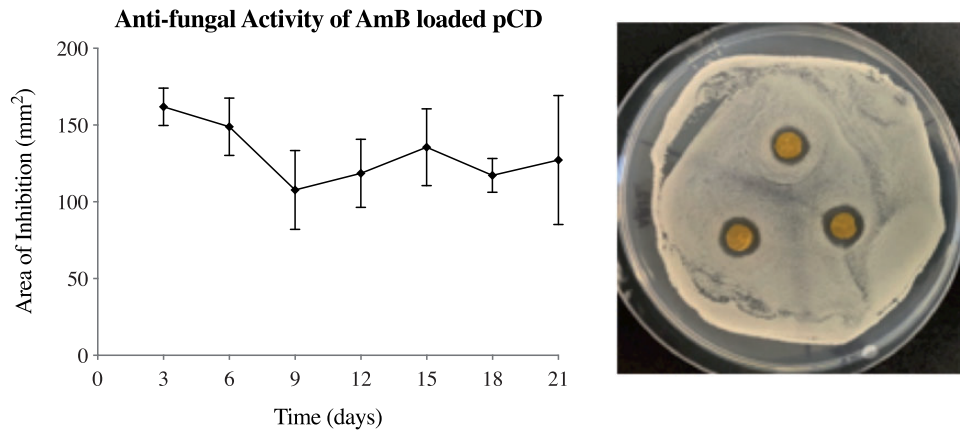 Anti-fungal Activity of AmB loaded pCD
200
150
100
50
0
Area of Inhibition (mm²)
0 3 6 9 12 15 18 21
Time (days)